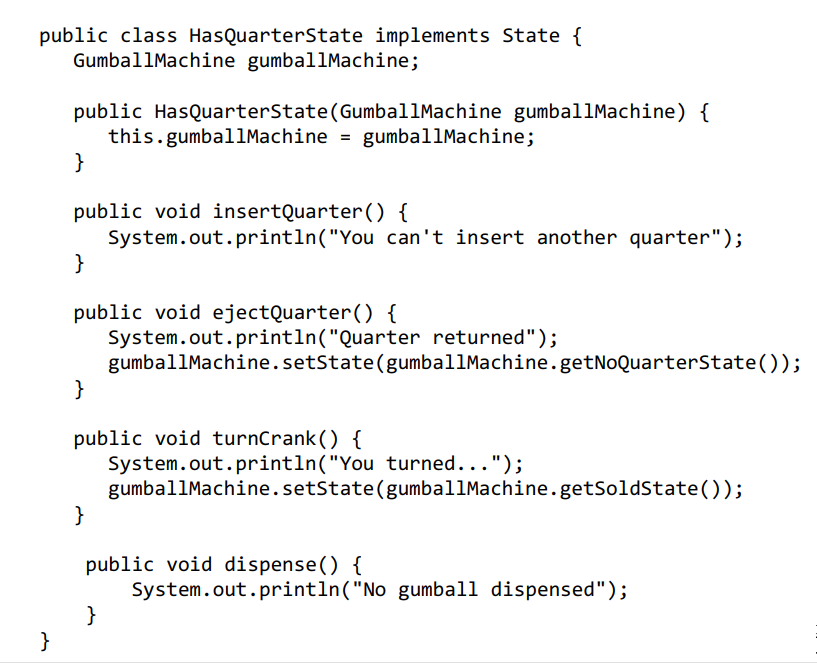 public class HasQuarterState implements State {
GumballMachine gumballMachine;
public HasQuarterState(GumballMachine gumballMachine) {
this.gumballMachine = gumballMachine;
}
public void insertQuarter() {
System.out.println("You can't insert another quarter");
}
public void ejectQuarter() {
System.out.println("Quarter returned");
gumballMachine.setState(gumballMachine.getNoQuarterState());
}
public void turnCrank() {
System.out.println("You turned...");
gumballMachine.setState(gumballMachine.getSoldState());
}
public void dispense() {
System.out.println("No gumball dispensed");
}
}